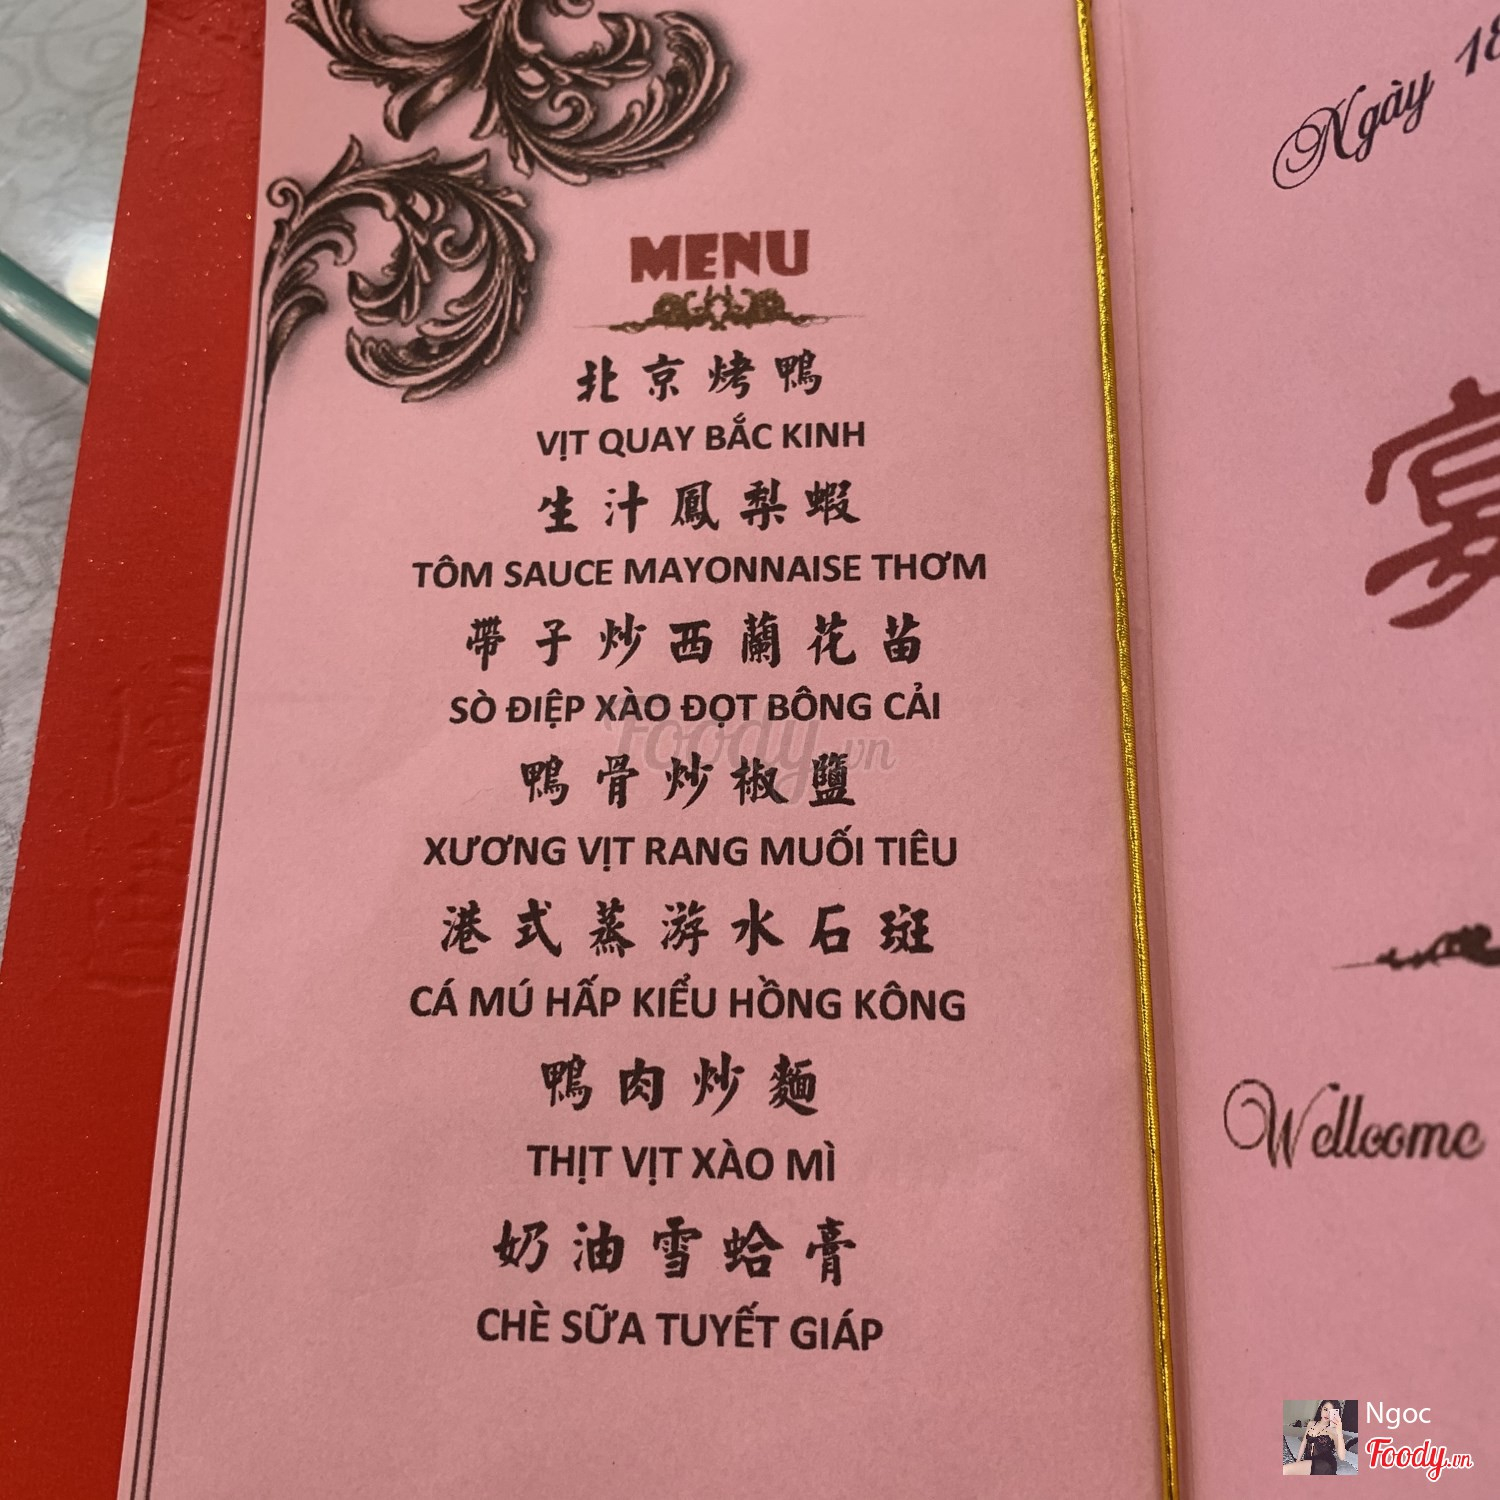 MENU
北京烤鴨
VỊT QUAY BẮC KINH
生汁鳳梨蝦
TÔM SAUCE MAYONNAISE THƠM
帶子炒西蘭花苗
SÒ ĐIỆP XÀO ĐỌT BÔNG CẢI
鴨骨炒椒鹽
XƯƠNG VỊT RANG MUỐI TIÊU
港式蒸游水石斑
CÁ MÚ HẤP KIỂU HỒNG KÔNG
鴨肉炒麵
THỊT VỊT XÀO MÌ
奶油雪蛤膏
CHÈ SỮA TUYẾT GIÁP
Ngày 18
宴
Wellcome
Foody.vn
Ngoc
Foody.vn